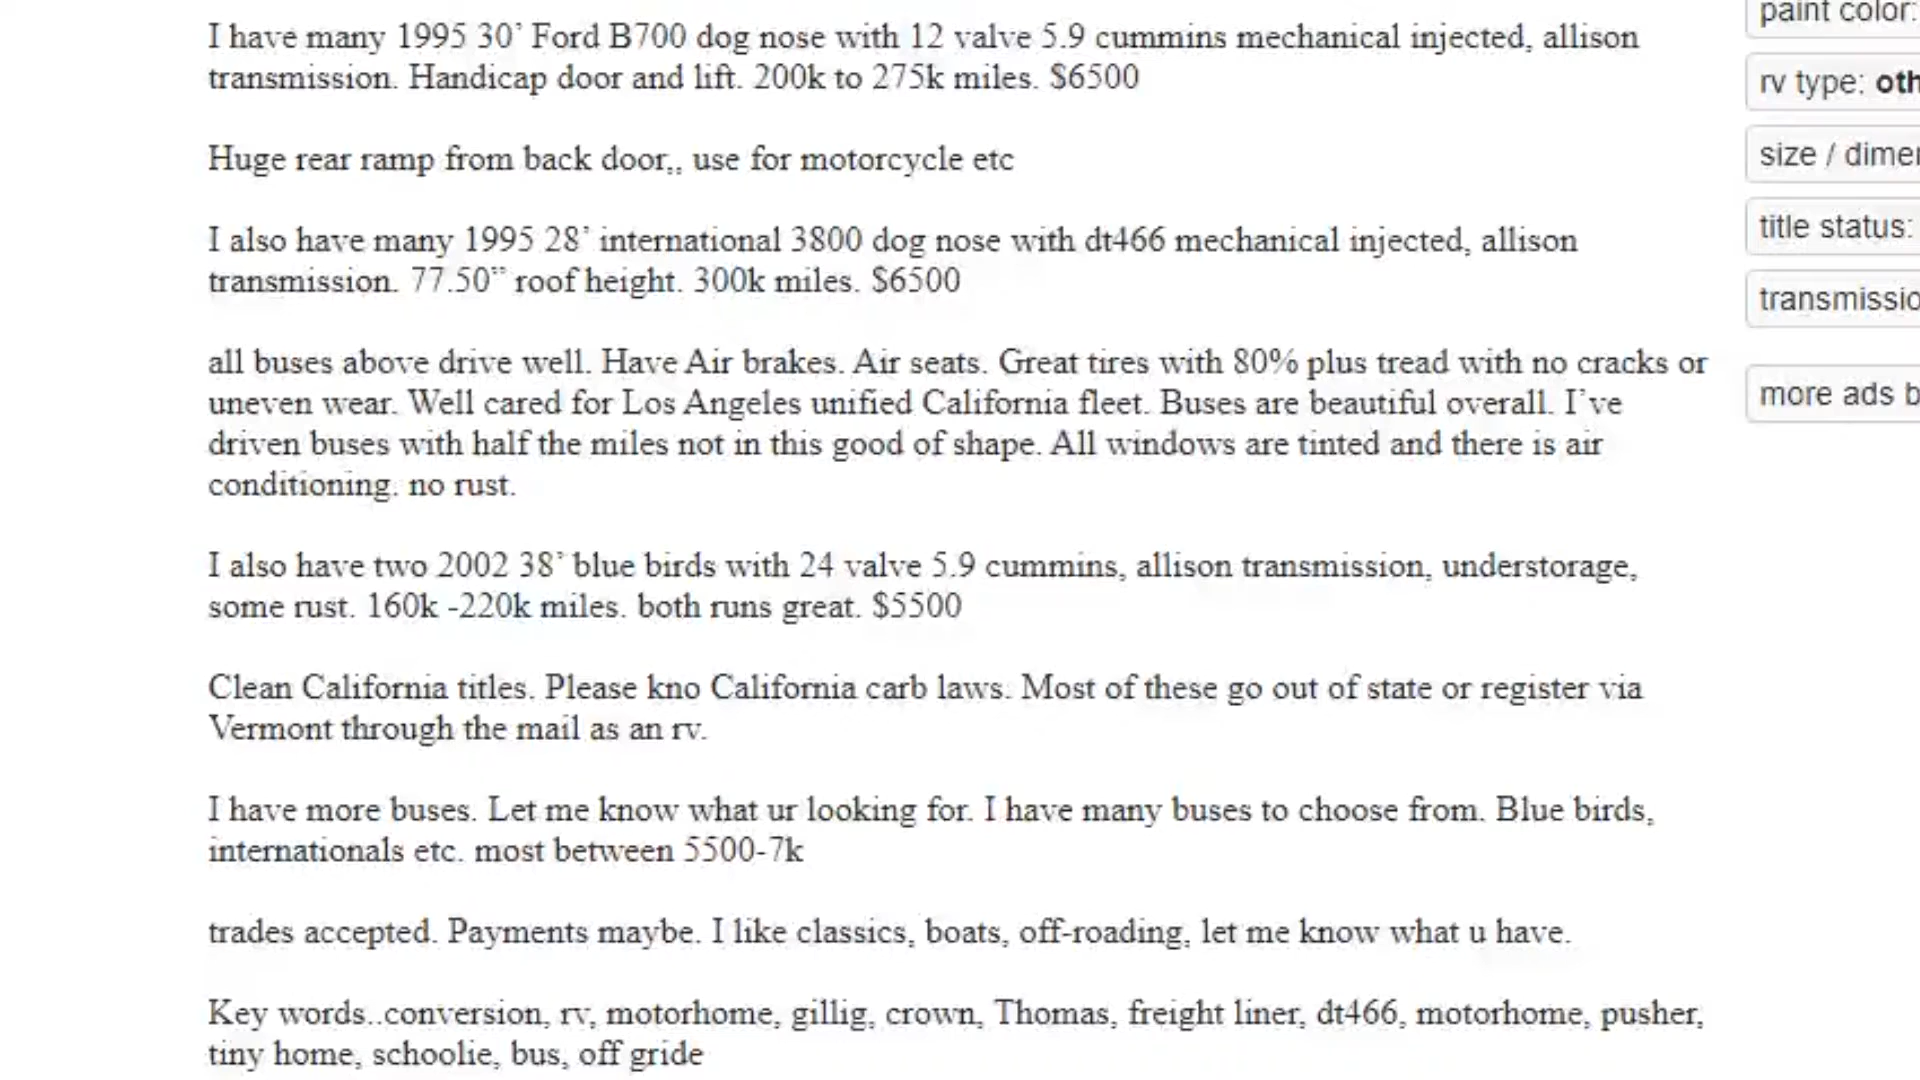 I have many 1995 30' Ford B700 dog nose with 12 valve 5.9 cummins mechanical injected, allison
transmission. Handicap door and lift. 200k to 275k miles. $6500
Huge rear ramp from back door,, use for motorcycle etc
I also have many 1995 28' international 3800 dog nose with dt466 mechanical injected, allison
transmission. 77.50” roof height. 300k miles. $6500
all buses above drive well. Have Air brakes. Air seats. Great tires with 80% plus tread with no cracks or
uneven wear. Well cared for Los Angeles unified California fleet. Buses are beautiful overall. I've
driven buses with half the miles not in this good of shape. All windows are tinted and there is air
conditioning. no rust.
I also have two 2002 38' blue birds with 24 valve 5.9 cummins, allison transmission, understorage,
some rust. 160k -220k miles. both runs great. $5500
Clean California titles. Please kno California carb laws. Most of these go out of state or register via
Vermont through the mail as an rv.
I have more buses. Let me know what ur looking for. I have many buses to choose from. Blue birds,
internationals etc. most between 5500-7k
trades accepted. Payments maybe. I like classics, boats, off-roading, let me know what u have.
Key words..conversion, rv, motorhome, gillig, crown, Thomas, freight liner, dt466, motorhome, pusher,
tiny home, schoolie, bus, off gride
paint color:
rv type: oth
size / dimen
title status:
transmissio
more ads b